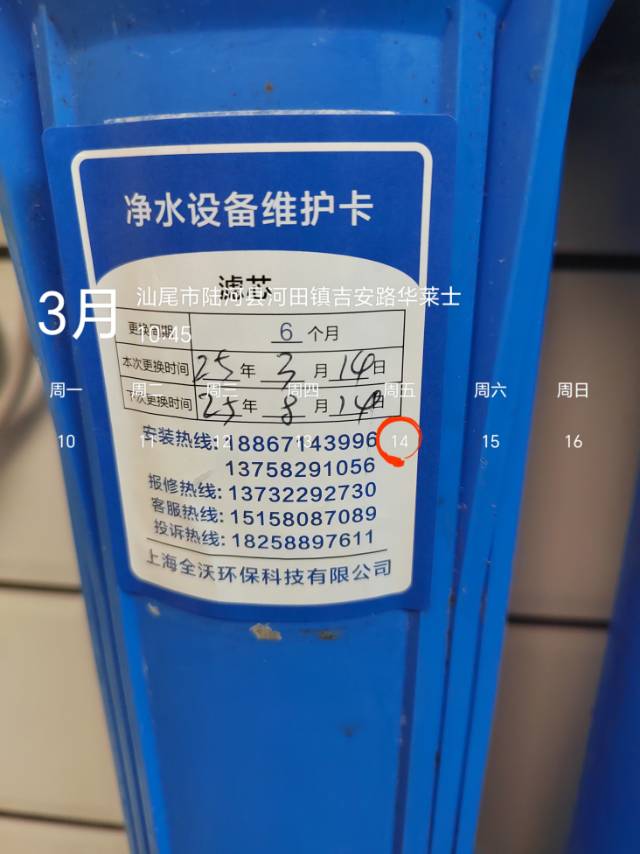 净水设备维护卡
滤芯
3月
汕尾市陆河县河田镇吉安路华莱士
10:45
更换周期 6 个月
本次更换时间 25 年 3 月 14 日
下次更换时间 25 年 8 月 14 日
周一 周二 周三 周四 周五 周六 周日
10 11 12 13 14 15 16
安装热线: 18867143996
13758291056
报修热线: 13732292730
客服热线: 15158087089
投诉热线: 18258897611
上海全沃环保科技有限公司